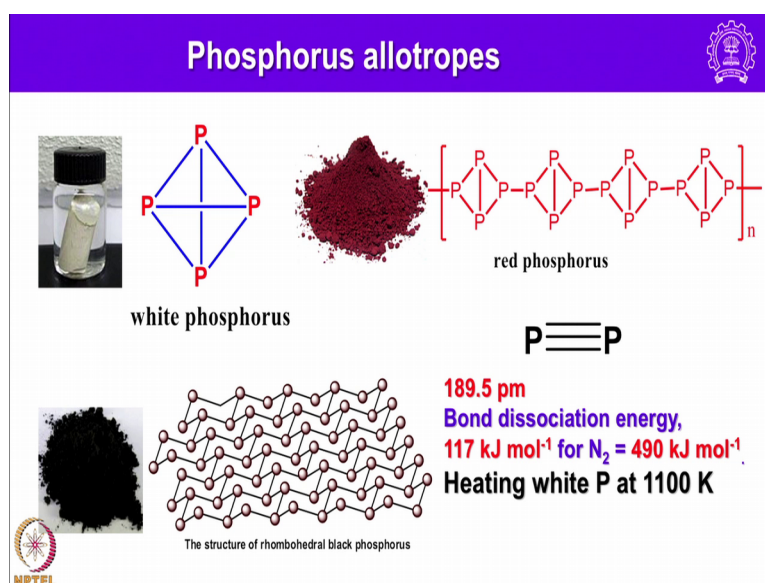 Phosphorus allotropes
P
P P
P
white phosphorus
P P P P
P P P P P P P P
P P P P
n
red phosphorus
P P
189.5 pm
Bond dissociation energy,
117 kJ mol-1 for N2 = 490 kJ mol-1.
Heating white P at 1100 K
The structure of rhombohedral black phosphorus
NPTEL